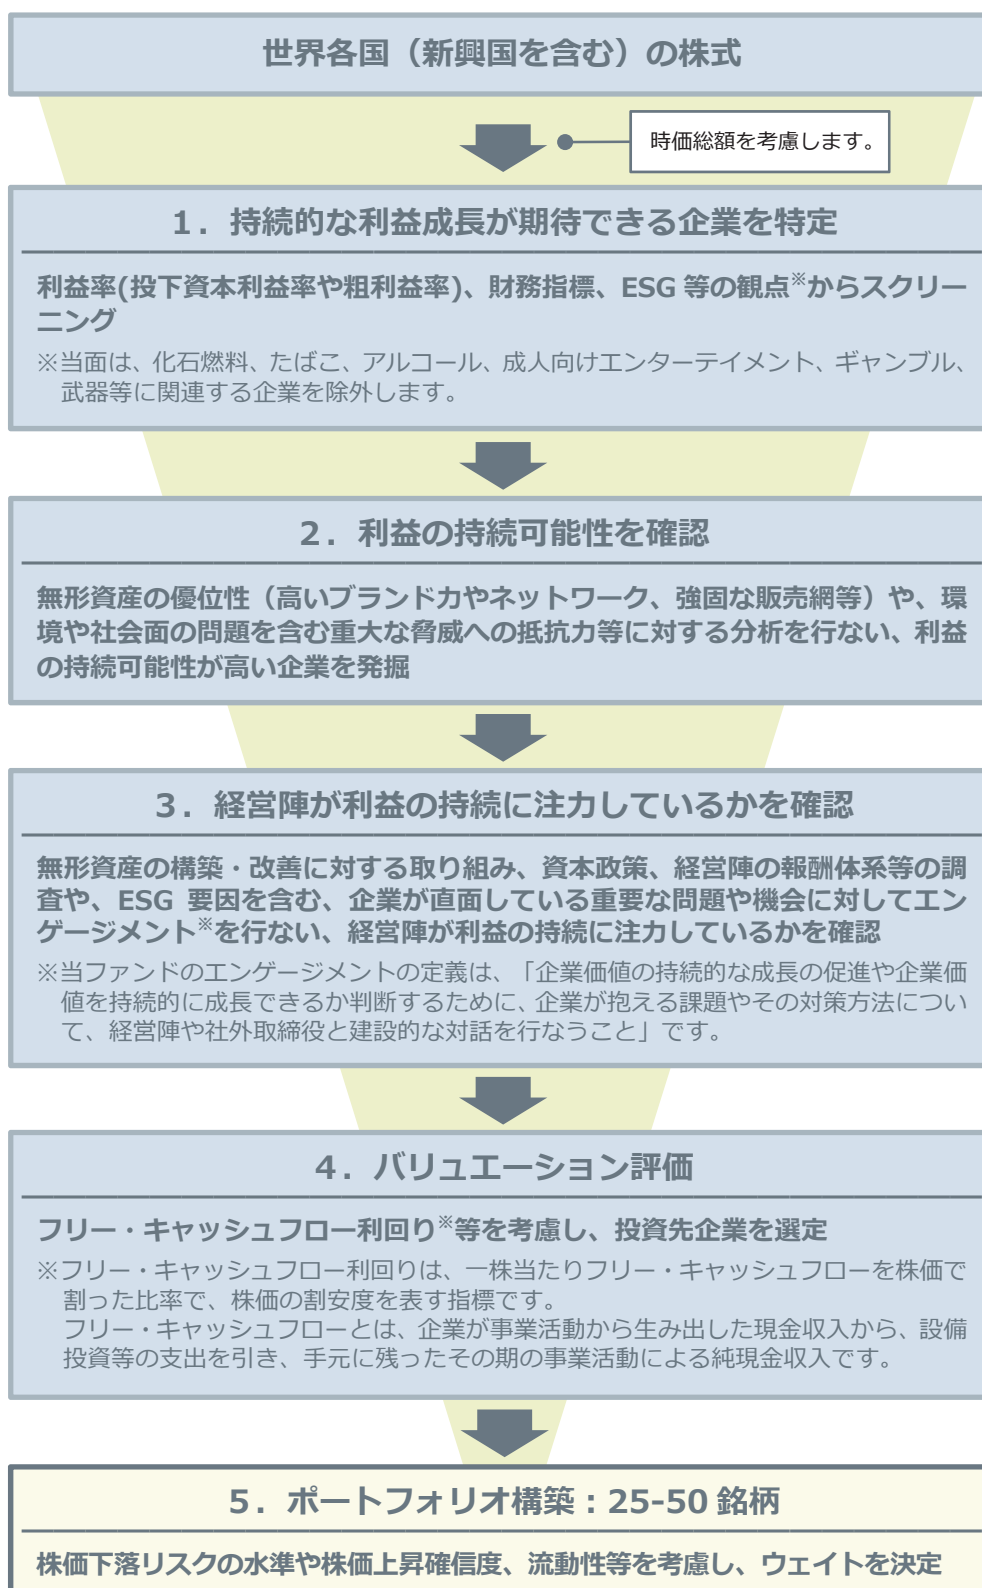 世界各国（新興国を含む）の株式
時価総額を考慮します。
1．持続的な利益成長が期待できる企業を特定
利益率(投下資本利益率や粗利益率)、財務指標、ESG 等の観点※からスクリー
ニング
※当面は、化石燃料、たばこ、アルコール、成人向けエンターテイメント、ギャンブル、
武器等に関連する企業を除外します。
2．利益の持続可能性を確認
無形資産の優位性（高いブランド力やネットワーク、強固な販売網等）や、環
境や社会面の問題を含む重大な脅威への抵抗力等に対する分析を行ない、利益
の持続可能性が高い企業を発掘
3．経営陣が利益の持続に注力しているかを確認
無形資産の構築・改善に対する取り組み、資本政策、経営陣の報酬体系等の調
査や、ESG 要因を含む、企業が直面している重要な問題や機会に対してエン
ゲージメント※を行ない、経営陣が利益の持続に注力しているかを確認
※当ファンドのエンゲージメントの定義は、「企業価値の持続的な成長の促進や企業価
値を持続的に成長できるか判断するために、企業が抱える課題やその対策方法につい
て、経営陣や社外取締役と建設的な対話を行なうこと」です。
4．バリュエーション評価
フリー・キャッシュフロー利回り※等を考慮し、投資先企業を選定
※フリー・キャッシュフロー利回りは、一株当たりフリー・キャッシュフローを株価で
割った比率で、株価の割安度を表す指標です。
フリー・キャッシュフローとは、企業が事業活動から生み出した現金収入から、設備
投資等の支出を引き、手元に残ったその期の事業活動による純現金収入です。
5．ポートフォリオ構築：25-50 銘柄
株価下落リスクの水準や株価上昇確信度、流動性等を考慮し、ウェイトを決定